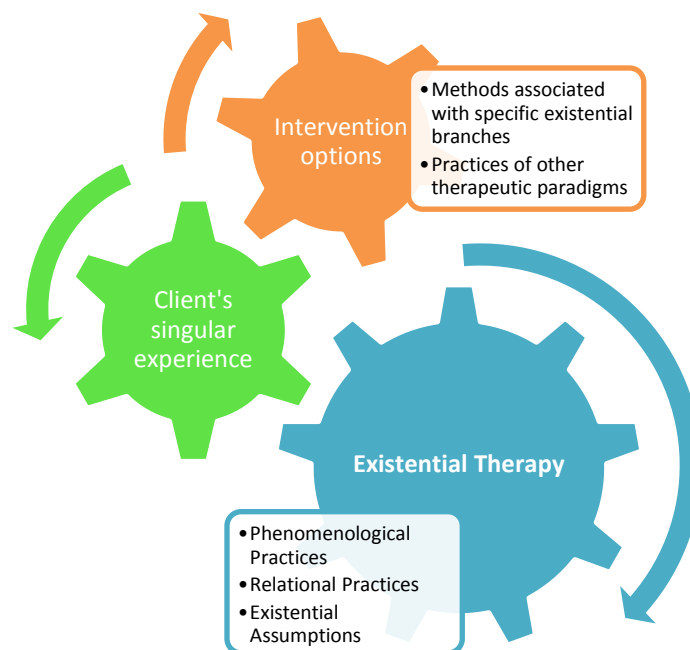 Intervention
options
•Methods associated
with specific existential
branches
•Practices of other
therapeutic paradigms
Client's
singular
experience
Existential Therapy
•Phenomenological
Practices
•Relational Practices
•Existential
Assumptions